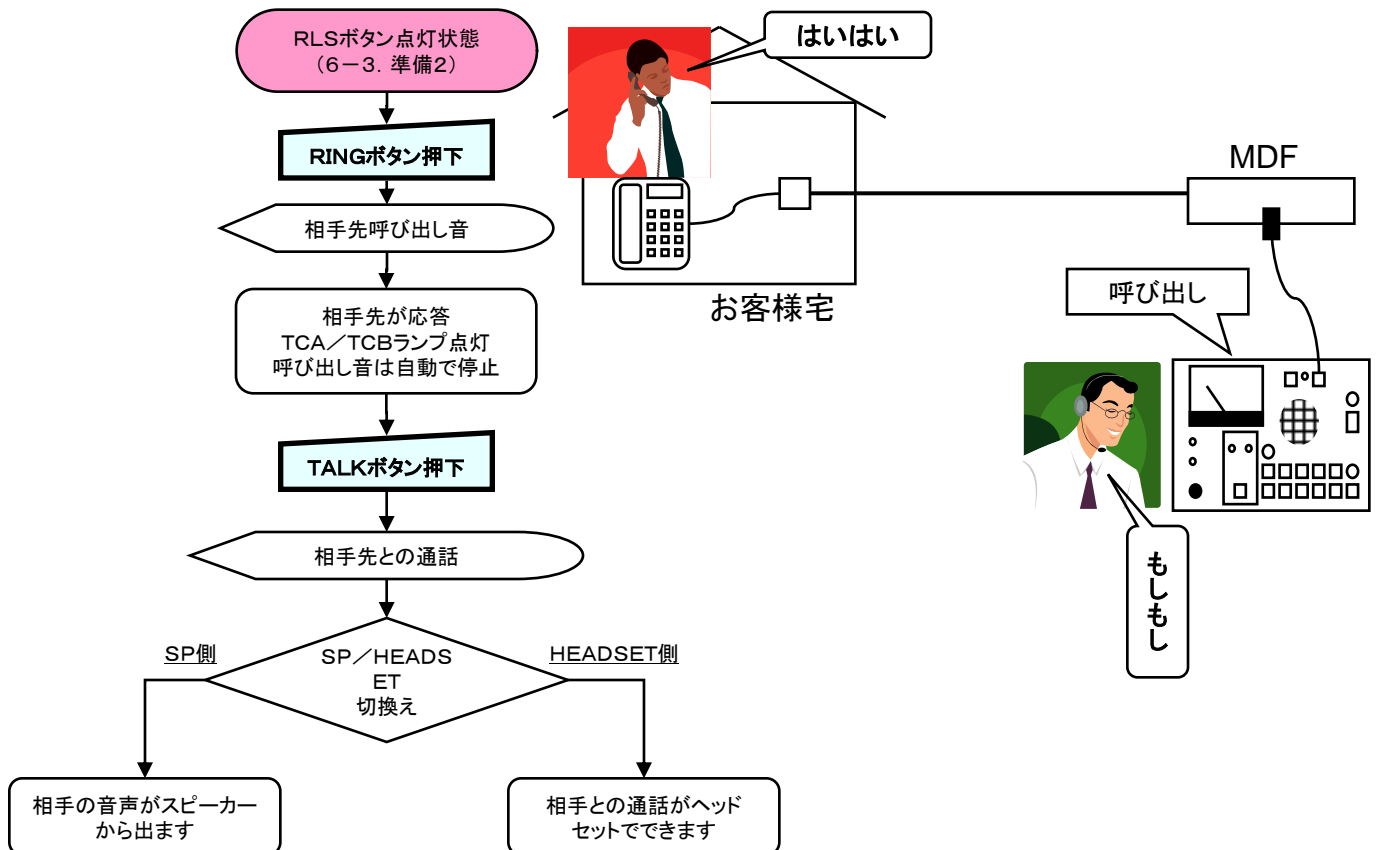 RLSボタン点灯状態
(6－3．準備2)
RINGボタン押下
相手先呼び出し音
相手先が応答
TCA／TCBランプ点灯
呼び出し音は自動で停止
TALKボタン押下
相手先との通話
SP側
SP／HEADS
ET
切換え
HEADSET側
相手の音声がスピーカー
から出ます
相手との通話がヘッド
セットでできます
はいはい
お客様宅
MDF
呼び出し
もしもし